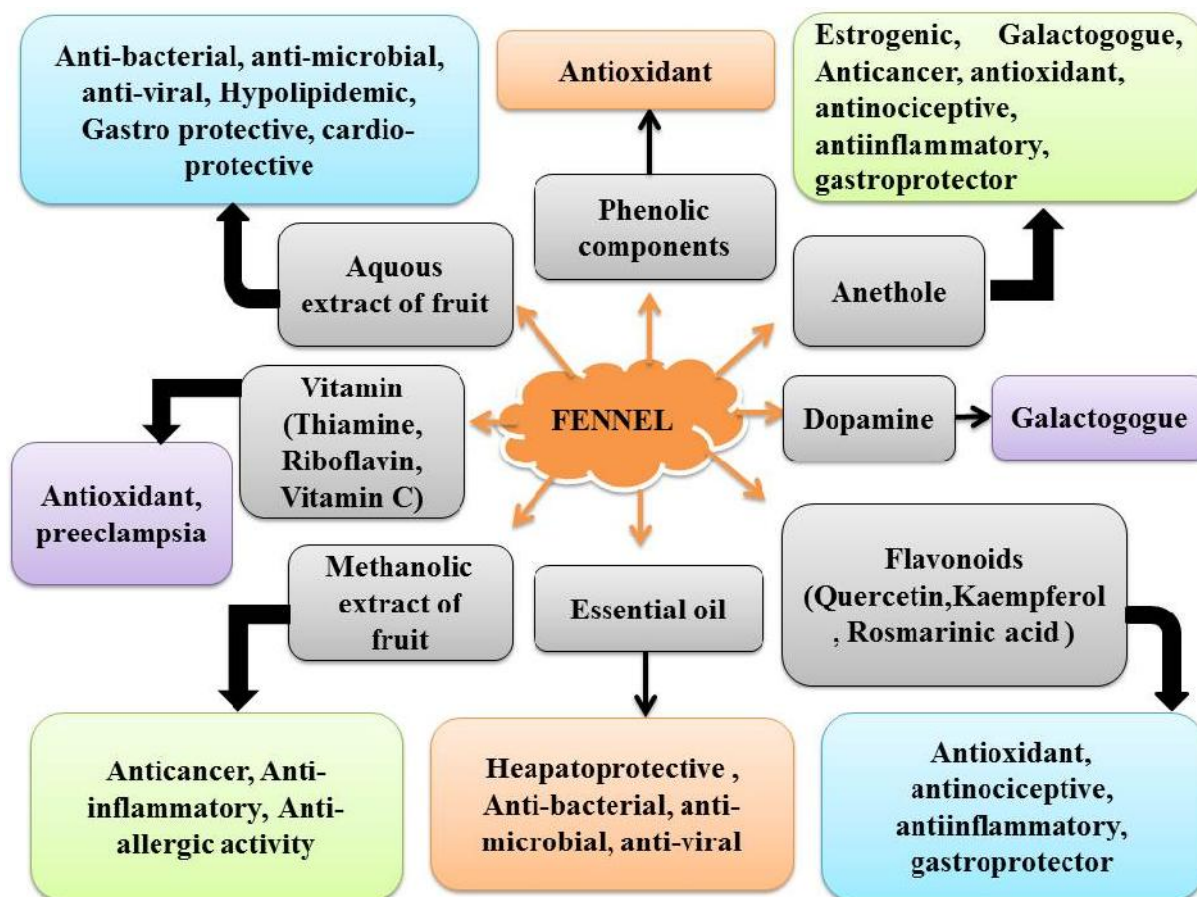 Anti-bacterial, anti-microbial,
anti-viral, Hypolipidemic,
Gastro protective, cardio-
protective
Antioxidant
Estrogenic, Galactogogue,
Anticancer, antioxidant,
antinociceptive,
antiinflammatory,
gastroprotector
Aquous
extract of fruit
Phenolic
components
Anethole
Vitamin
(Thiamine,
Riboflavin,
Vitamin C)
FENNEL
Dopamine
Galactogogue
Antioxidant,
preeclampsia
Methanolic
extract of
fruit
Essential oil
Flavonoids
(Quercetin,Kaempferol
, Rosmarinic acid )
Anticancer, Anti-
inflammatory, Anti-
allergic activity
Heapatoprotective ,
Anti-bacterial, anti-
microbial, anti-viral
Antioxidant,
antinociceptive,
antiinflammatory,
gastroprotector